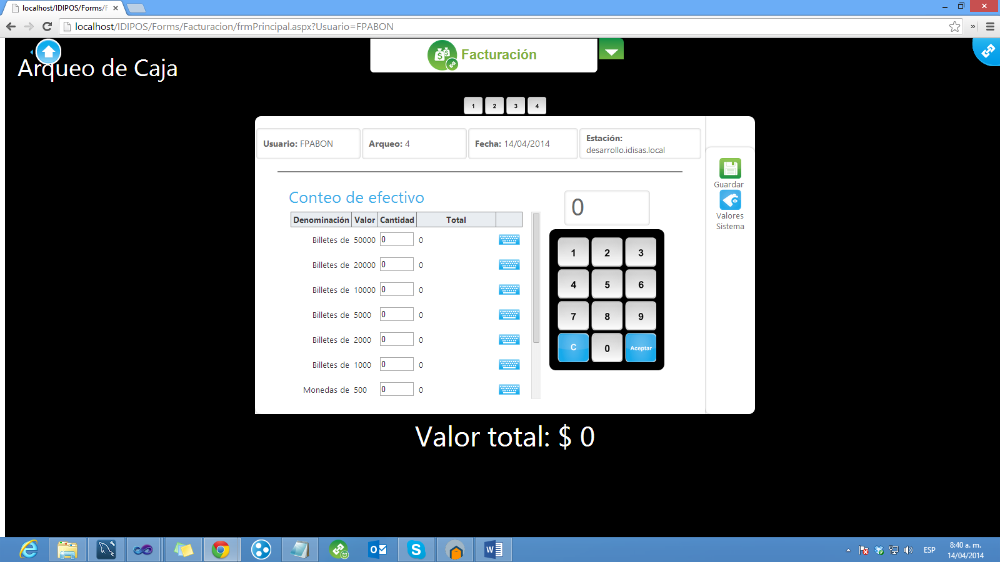 localhost/IDIPOS/Forms/F
localhost/IDIPOS/Forms/Facturacion/frmPrincipal.aspx?Usuario=FPABON
Facturación
Arqueo de Caja
1 2 3 4
Usuario: FPABON
Arqueo: 4
Fecha: 14/04/2014
Estación:
desarrollo.idisas.local
Guardar
Valores
Sistema
Conteo de efectivo
0
Denominación Valor Cantidad Total
Billetes de 50000 0 0
Billetes de 20000 0 0
Billetes de 10000 0 0
Billetes de 5000 0 0
Billetes de 2000 0 0
Billetes de 1000 0 0
Monedas de 500 0 0
1 2 3
4 5 6
7 8 9
C 0 Aceptar
Valor total: $ 0
ESP
8:40 a. m.
14/04/2014